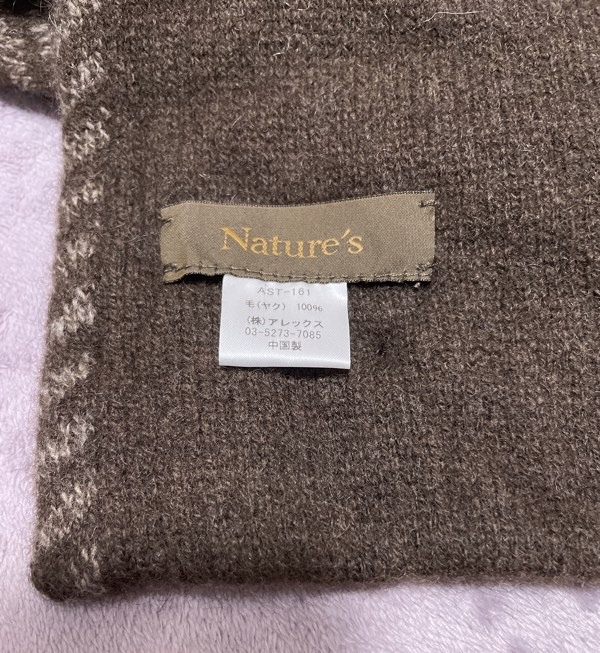 Nature's
AST-161
毛(ヤク) 100%
(株)アレックス
03-5273-7085
中国製